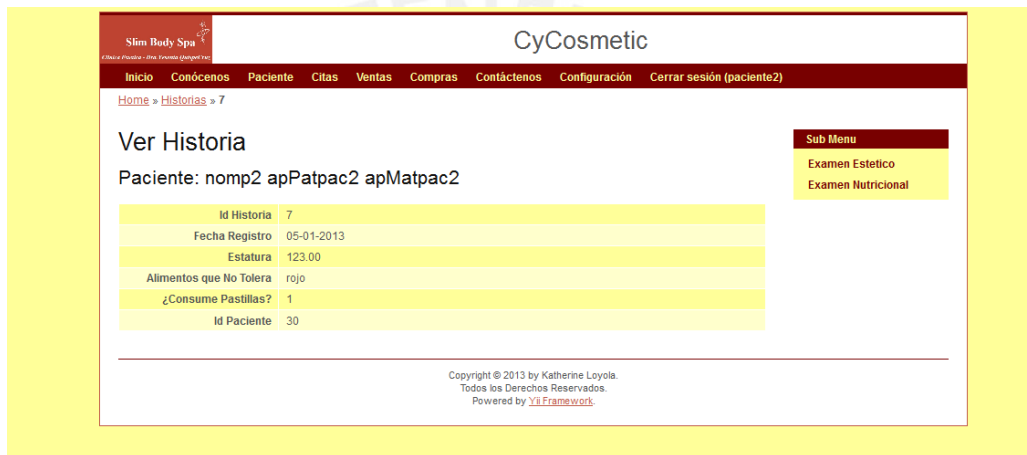 Slim Body Spa
CyCosmetic
Inicio Conócenos Paciente Citas Ventas Compras Contáctenos Configuración Cerrar sesión (paciente2)
Home » Historias » 7
Ver Historia
Paciente: nomp2 apPatpac2 apMatpac2
Id Historia 7
Fecha Registro 05-01-2013
Estatura 123.00
Alimentos que No Tolera rojo
¿Consume Pastillas? 1
Id Paciente 30
Sub Menu
Examen Estetico
Examen Nutricional
Copyright © 2013 by Katherine Loyola.
Todos los Derechos Reservados.
Powered by Yii Framework.